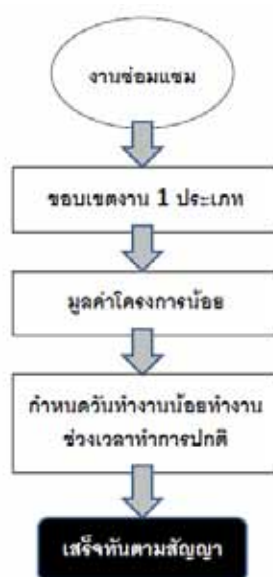 งานซ่อมแซม
ขอบเขตงาน 1 ประเภท
มูลค่าโครงการน้อย
กำหนดวันทำงานน้อยทำงาน
ช่วงเวลาทำการปกติ
เสร็จทันตามสัญญา